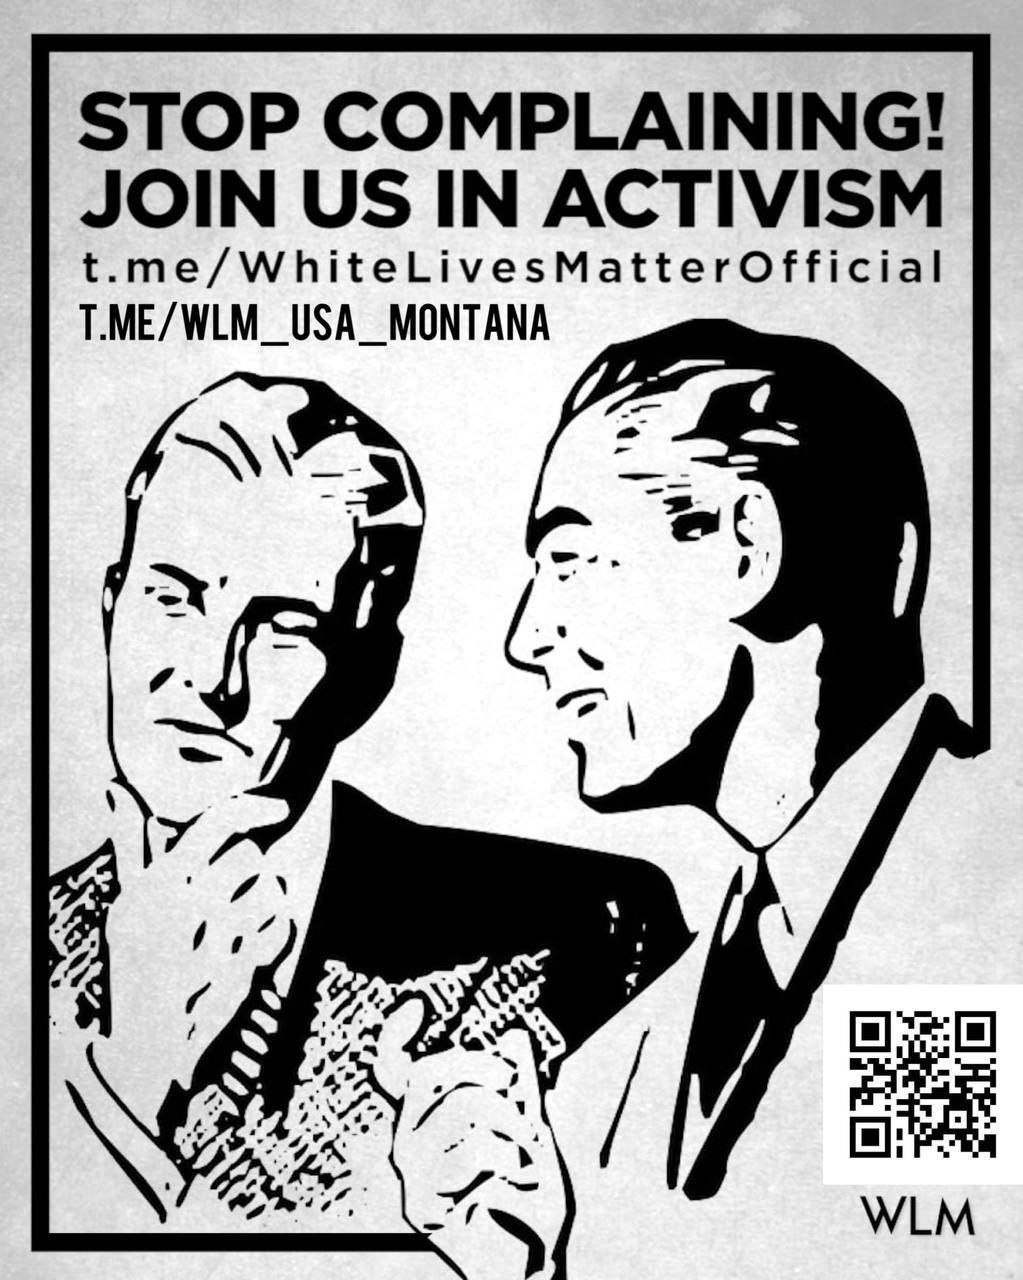 STOP COMPLAINING!
JOIN US IN ACTIVISM
t.me/WhiteLivesMatterOfficial
T.ME/WLM_USA_MONTANA
WLM